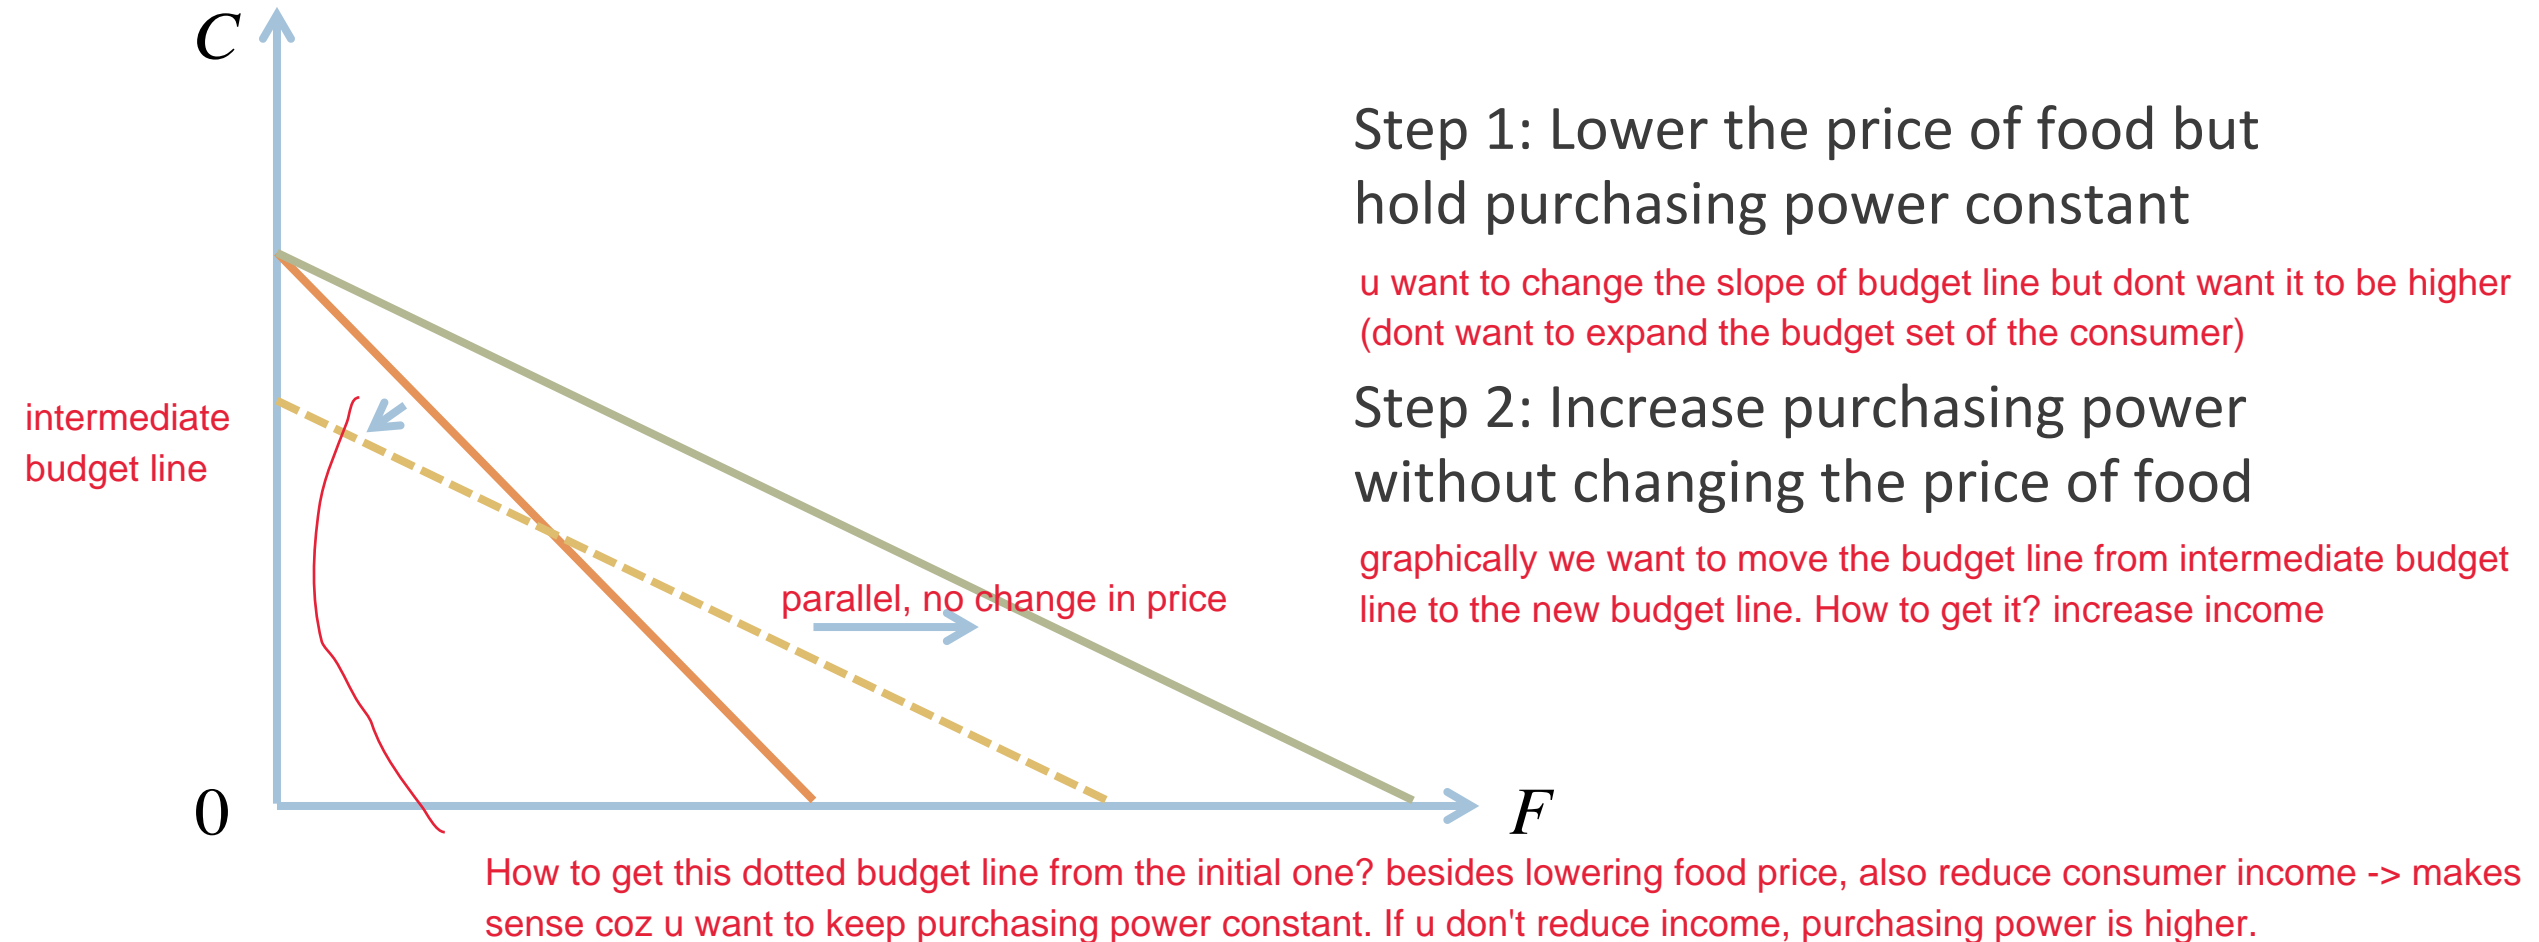 C
Step 1: Lower the price of food but
hold purchasing power constant
u want to change the slope of budget line but dont want it to be higher
(dont want to expand the budget set of the consumer)
intermediate
budget line
Step 2: Increase purchasing power
without changing the price of food
graphically we want to move the budget line from intermediate budget
line to the new budget line. How to get it? increase income
parallel, no change in price
0
F
How to get this dotted budget line from the initial one? besides lowering food price, also reduce consumer income -> makes
sense coz u want to keep purchasing power constant. If u don't reduce income, purchasing power is higher.